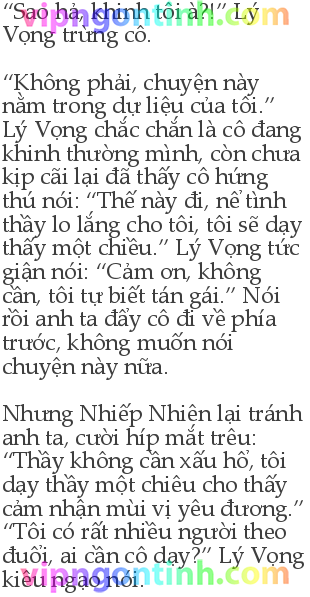 “Sao hả, khinh tôi à?!” Lý
Vọng trừng cô.
“Không phải, chuyện này
nằm trong dự liệu của tối.”
Lý Vọng chắc chắn là cô đang
khinh thường mình, còn chưa
kịp cãi lại đã thấy cô hứng
thú nói: “Thế này đi, nể tình
thầy lo lắng cho tôi, tôi sẽ dạy
thấy một chiều.” Lý Vọng tức
giận nói: “Cảm ơn, không
cần, tôi tự biết tán gái.” Nói
rồi anh ta đẩy cô đi về phía
trước, không muốn nói
chuyện này nữa.
Nhưng Nhiếp Nhiên lại tránh
anh ta, cười híp mắt trêu:
“Thầy không cần xấu hổ, tôi
dạy thầy một chiêu cho thấy
cảm nhận mùi vị yêu đương.”
“Tôi có rất nhiều người theo
đuổi, ai cần cô dạy?” Lý Vọng
kiêu ngạo nói.
vipngontinh.com
vipngontinh.com